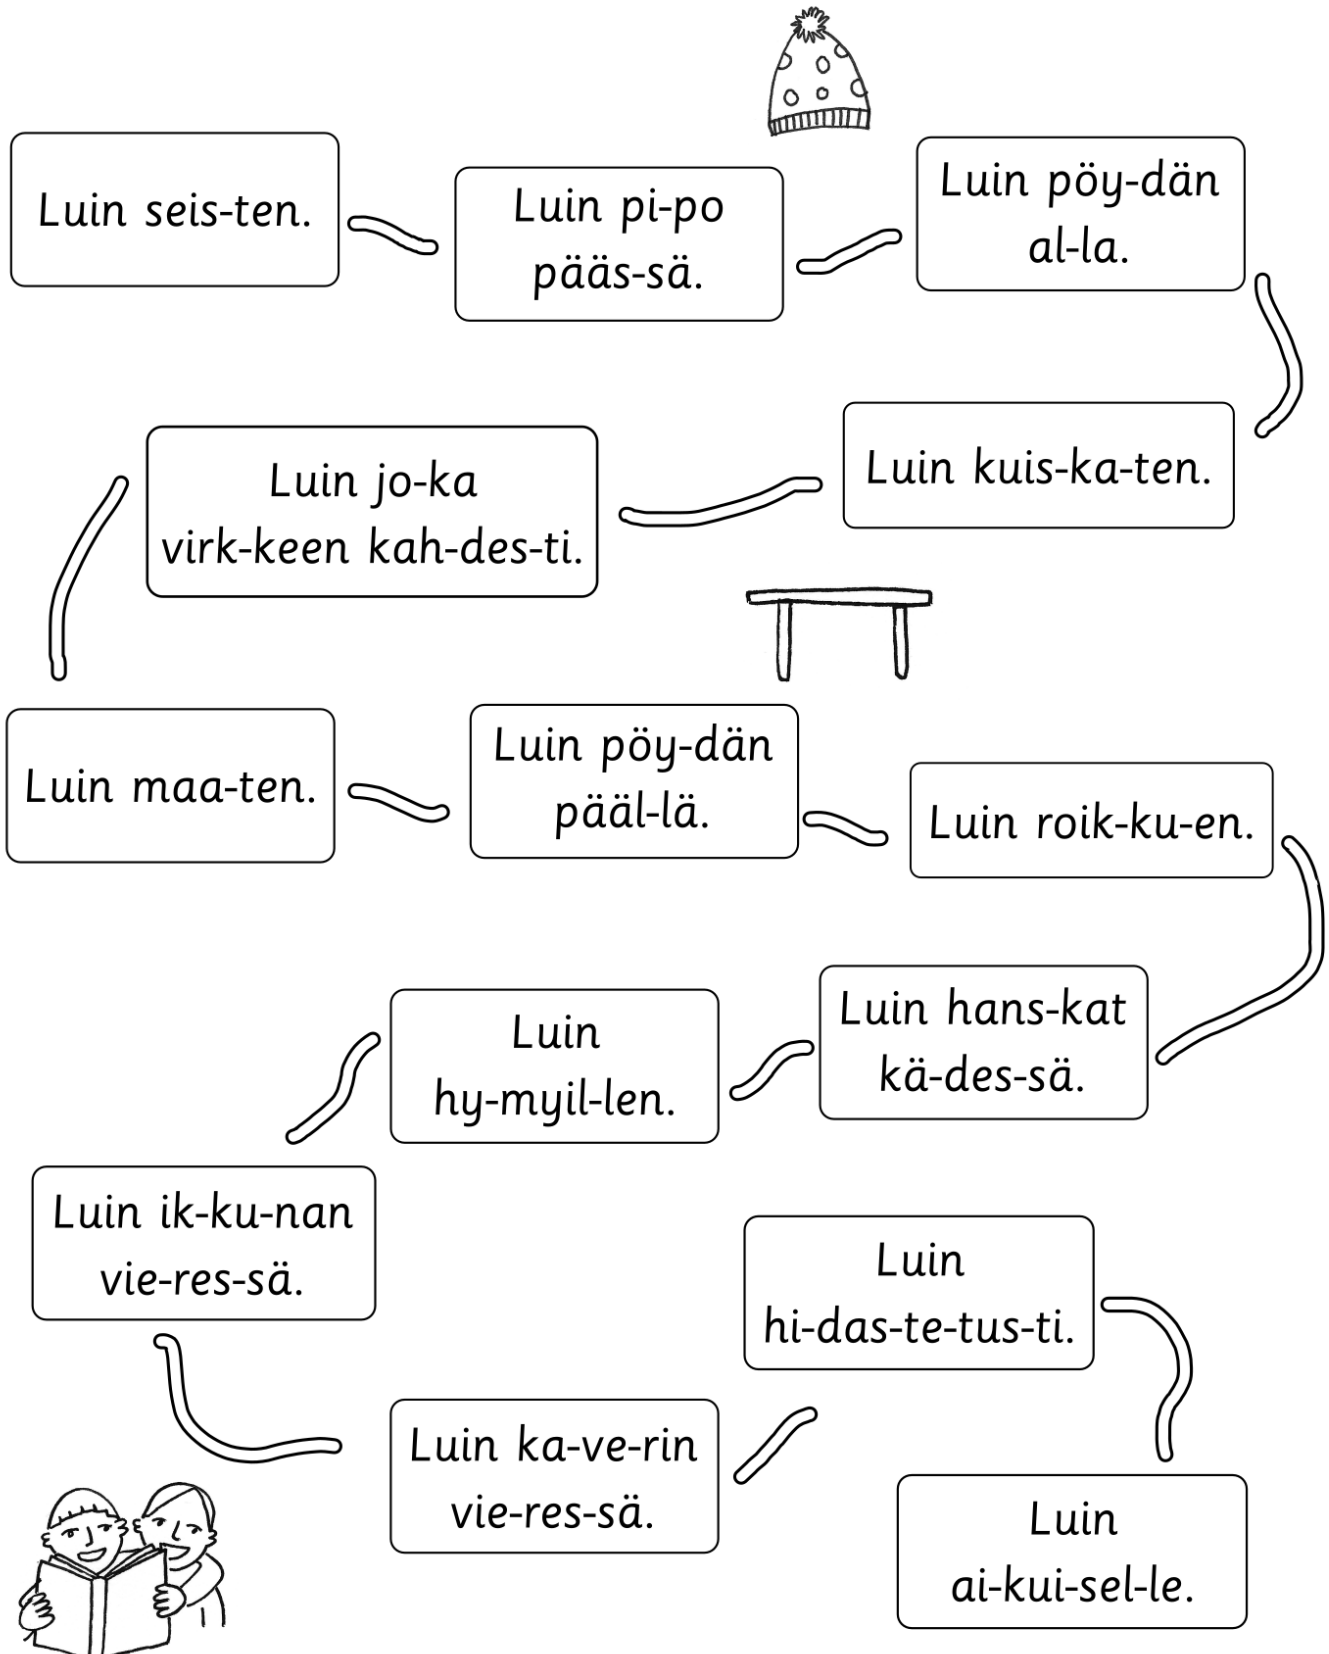 Luin seis-ten.
Luin pi-po
pääs-sä.
Luin pöy-dän
al-la.
Luin kuis-ka-ten.
Luin jo-ka
virk-keen kah-des-ti.
Luin maa-ten.
Luin pöy-dän
pääl-lä.
Luin roik-ku-en.
Luin hans-kat
kä-des-sä.
Luin
hy-myil-len.
Luin ik-ku-nan
vie-res-sä.
Luin ka-ve-rin
vie-res-sä.
Luin
hi-das-te-tus-ti.
Luin
ai-kui-sel-le.